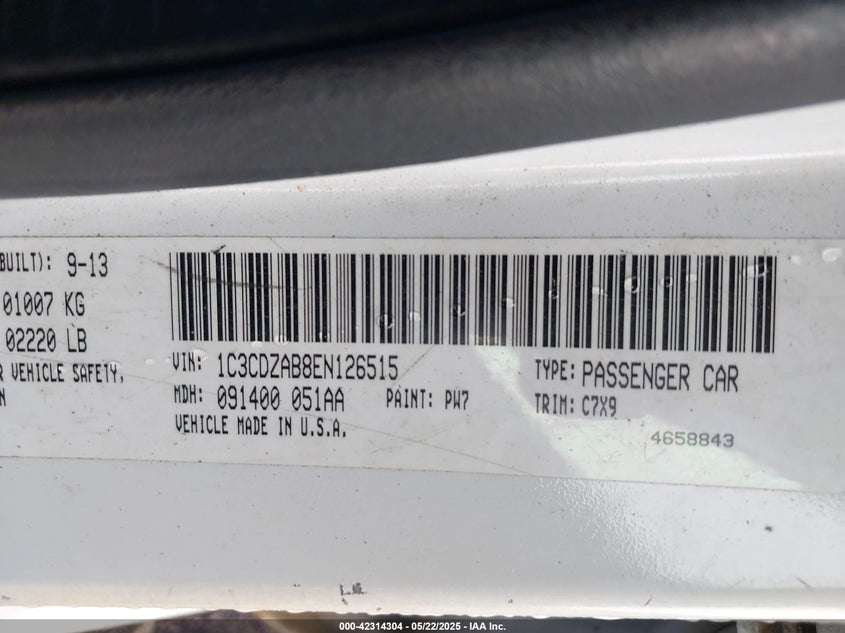 BUILT): 9-13
01007 KG
02220 LB
VEHICLE SAFETY,
VIN: 1C3CDZAB8EN126515
TYPE: PASSENGER CAR
MDH: 091400 051AA
PAINT: PW7
TRIM: C7X9
VEHICLE MADE IN U.S.A.
4658843
000-42314304 - 05/22/2025 - IAA Inc.